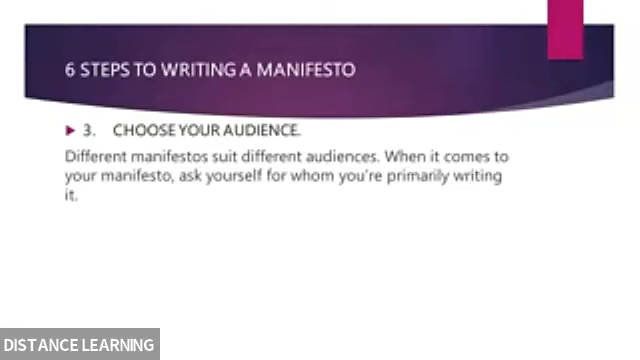 6 STEPS TO WRITING A MANIFESTO
3. CHOOSE YOUR AUDIENCE.
Different manifestos suit different audiences. When it comes to
your manifesto, ask yourself for whom you're primarily writing
it.
DISTANCE LEARNING